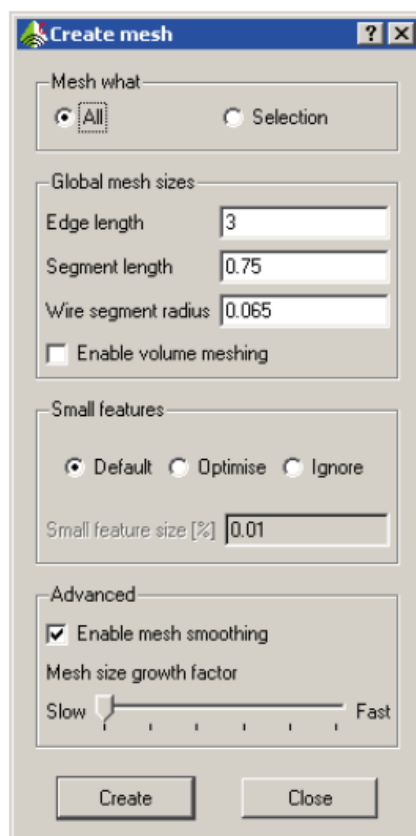 Create mesh
Mesh what
All Selection
Global mesh sizes
Edge length 3
Segment length 0.75
Wire segment radius 0.065
Enable volume meshing
Small features
Default Optimise Ignore
Small feature size [%] 0.01
Advanced
Enable mesh smoothing
Mesh size growth factor
Slow Fast
Create Close